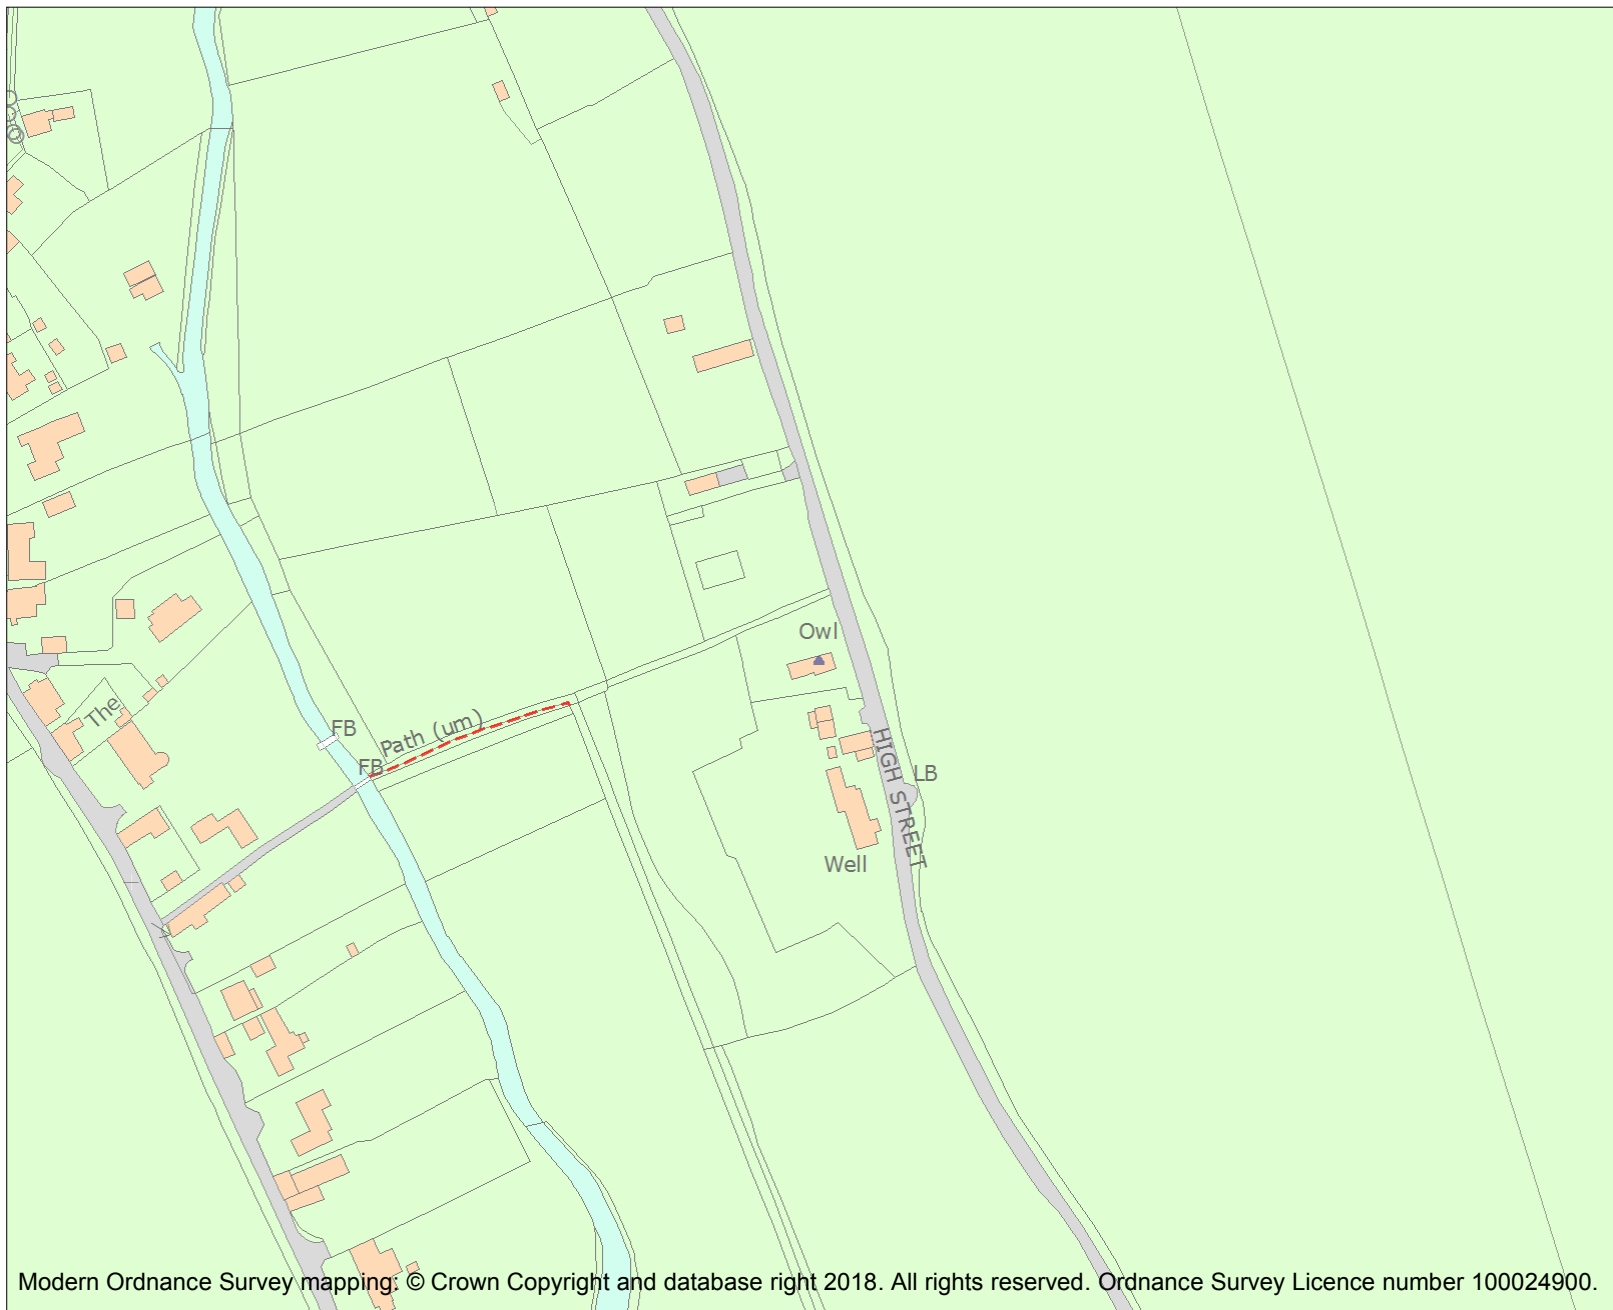 Owl
The
FB
Path (um)
FB
HIGH STREET
LB
Well
Modern Ordnance Survey mapping: © Crown Copyright and database right 2018. All rights reserved. Ordnance Survey Licence number 100024900.